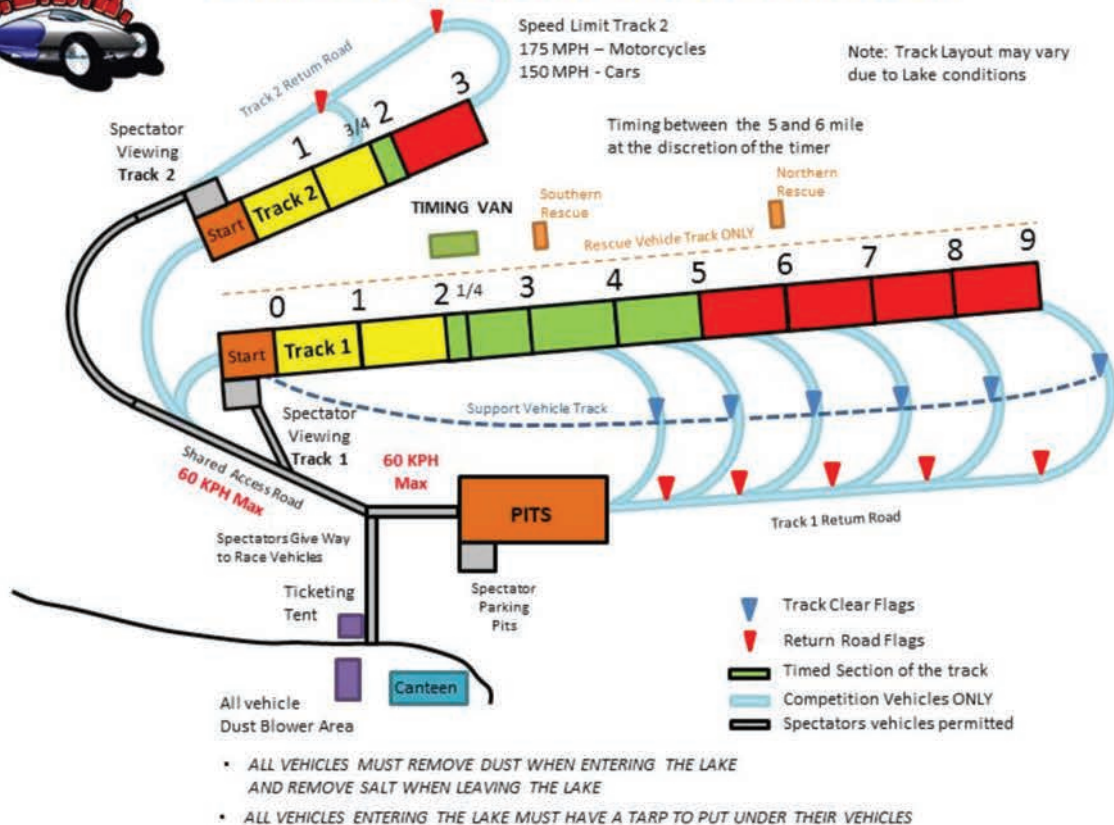 Speed Limit Track 2
175 MPH – Motorcycles
150 MPH - Cars
Note: Track Layout may vary
due to Lake conditions
Track 2 Return Road
3
2
3/4
1
Spectator
Viewing
Track 2
Timing between the 5 and 6 mile
at the discretion of the timer
Start
Track 2
TIMING VAN
Southern
Rescue
Northern
Rescue
Rescue Vehicle Track ONLY
0
1
2
1/4
3
4
5
6
7
8
9
Start
Track 1
Support Vehicle Track
Spectator
Viewing
Track 1
Shared Access Road
60 KPH Max
60 KPH
Max
PITS
Track 1 Return Road
Spectators Give Way
to Race Vehicles
Ticketing
Tent
Spectator
Parking
Pits
Track Clear Flags
Return Road Flags
Timed Section of the track
Competition Vehicles ONLY
Spectators vehicles permitted
Canteen
All vehicle
Dust Blower Area
• ALL VEHICLES MUST REMOVE DUST WHEN ENTERING THE LAKE
AND REMOVE SALT WHEN LEAVING THE LAKE
• ALL VEHICLES ENTERING THE LAKE MUST HAVE A TARP TO PUT UNDER THEIR VEHICLES